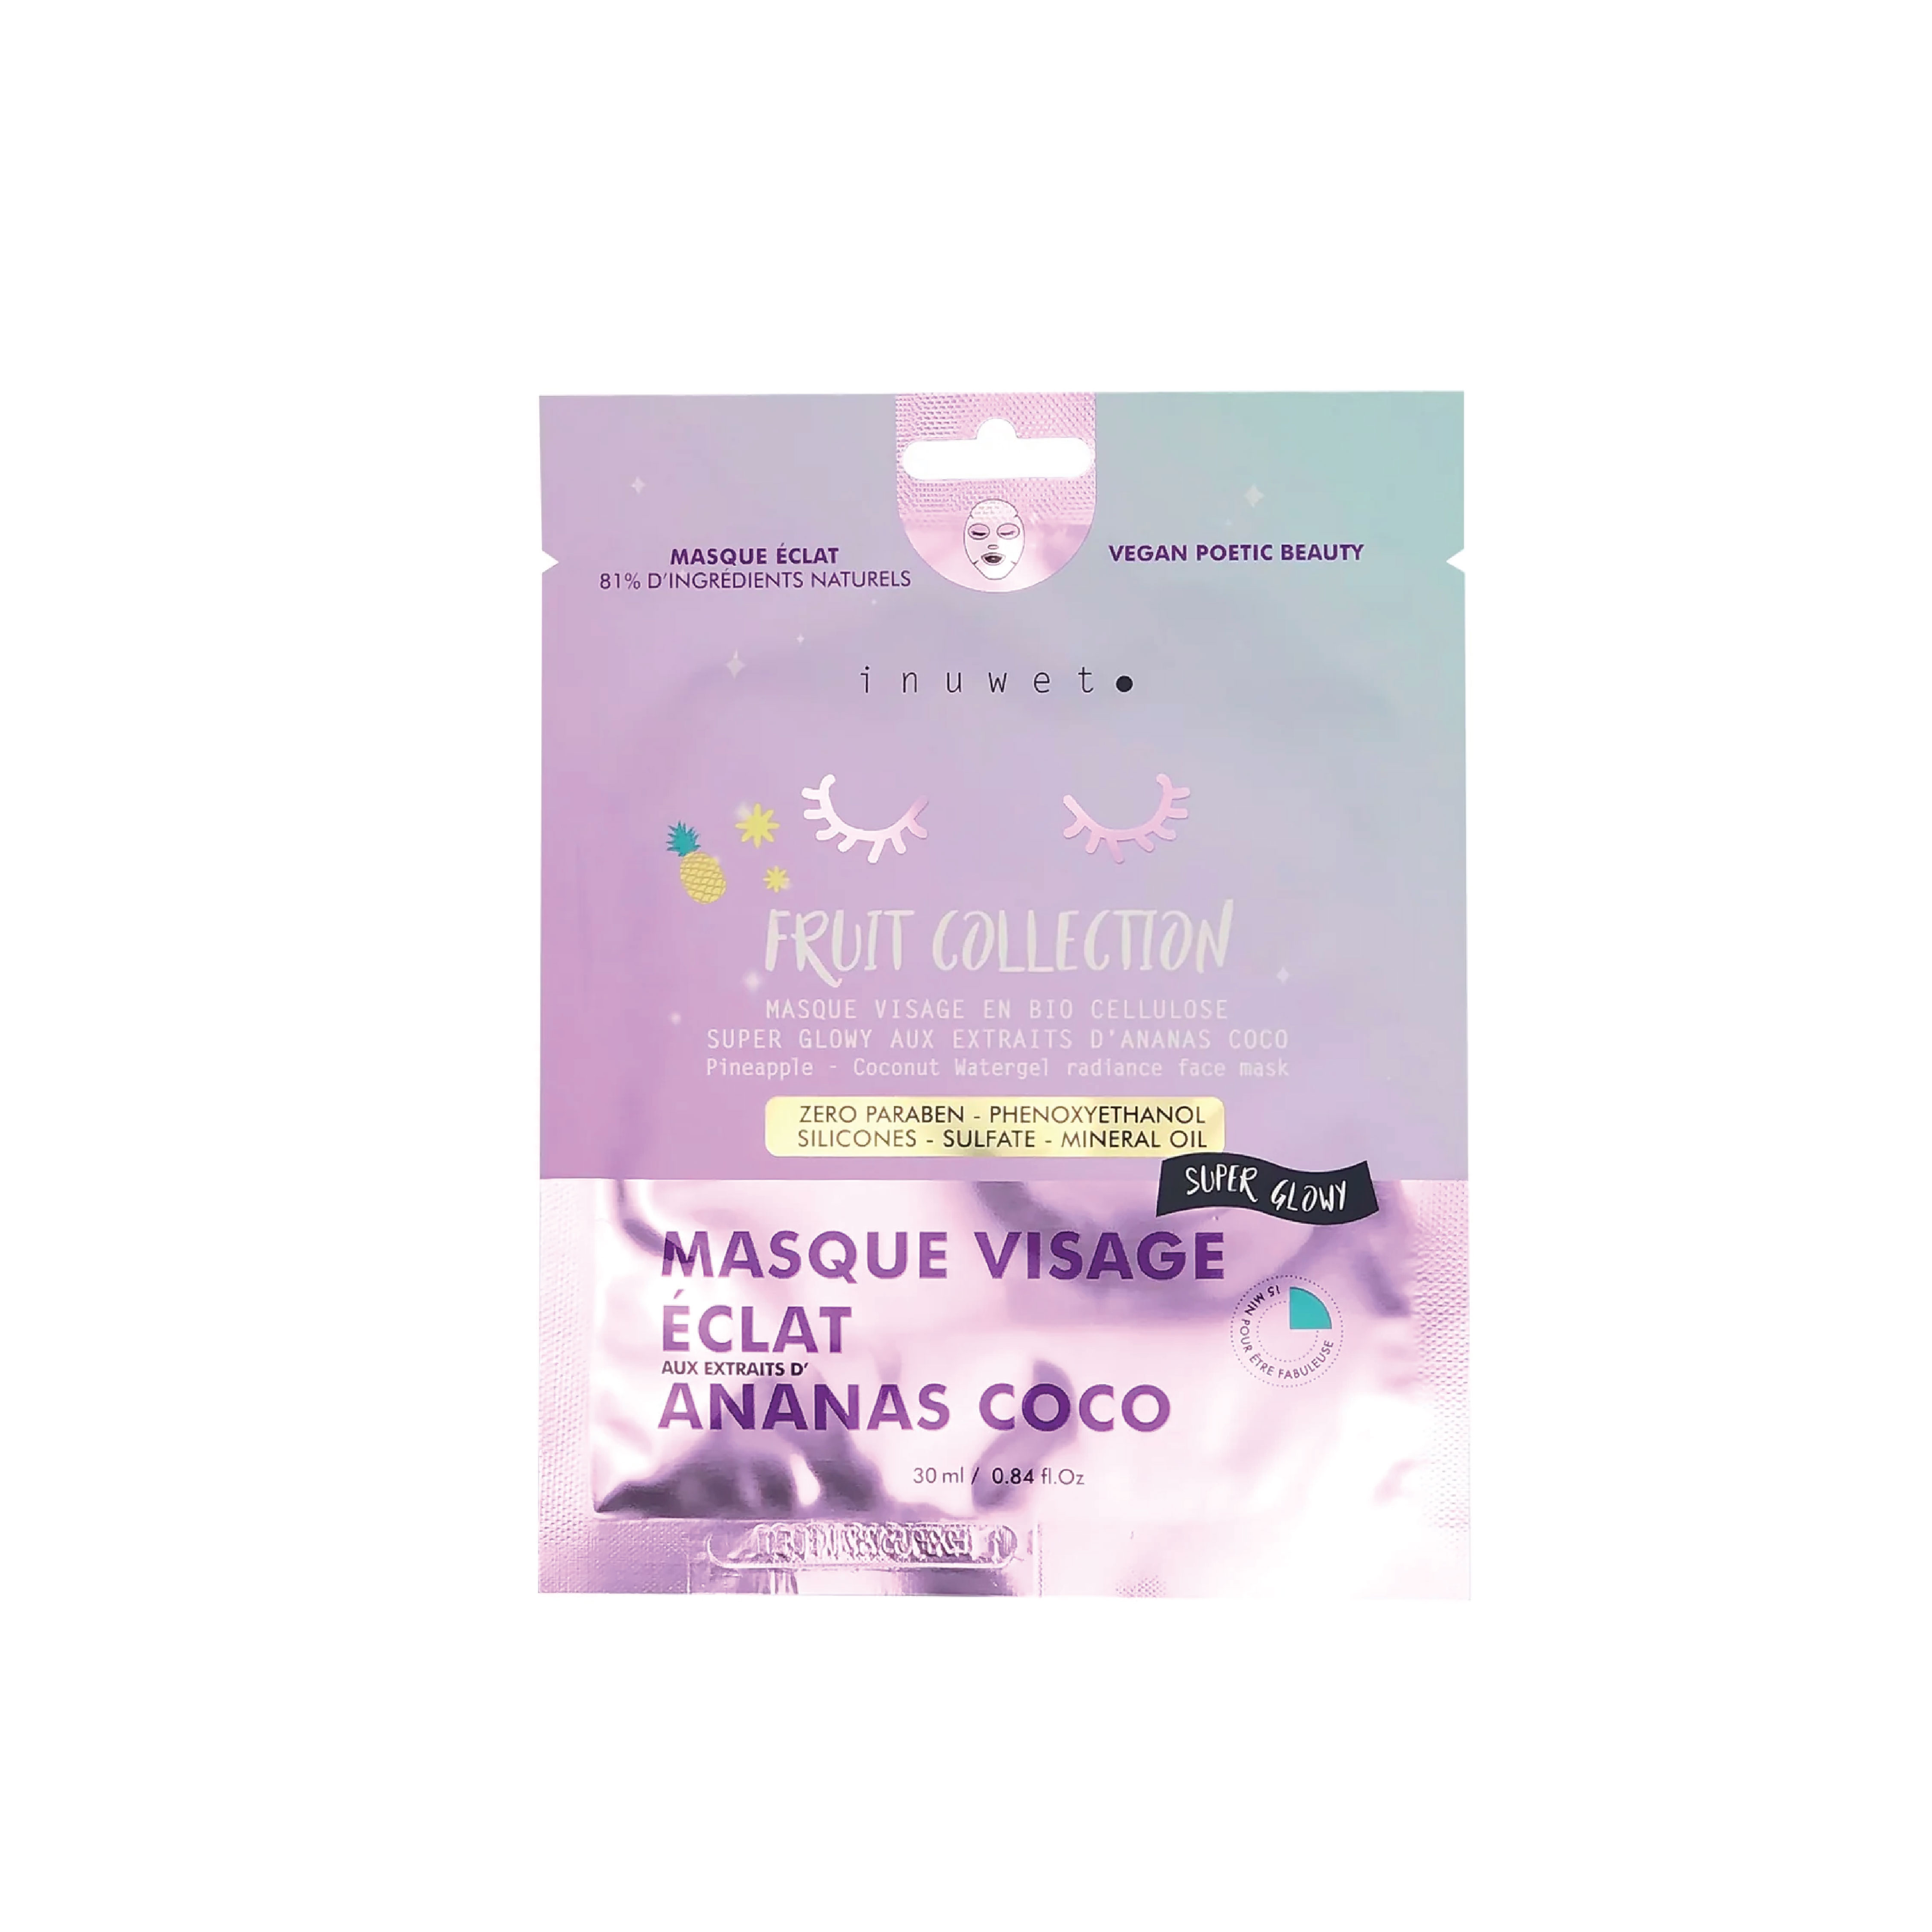 MASQUE ÉCLAT
81% D'INGRÉDIENTS NATURELS
VEGAN POETIC BEAUTY
inuwet.
FRUIT COLLECTION
MASQUE VISAGE EN BIO CELLULOSE
SUPER GLOWY AUX EXTRAITS D'ANANAS COCO
Pineapple - Coconut Watergel radiance face mask
ZERO PARABEN - PHENOXYETHANOL
SILICONES - SULFATE - MINERAL OIL
SUPER GLOWY
MASQUE VISAGE
ÉCLAT
AUX EXTRAITS D'
ANANAS COCO
15 MIN POUR ÊTRE FABULEUSE
30 ml / 0.84 fl.Oz